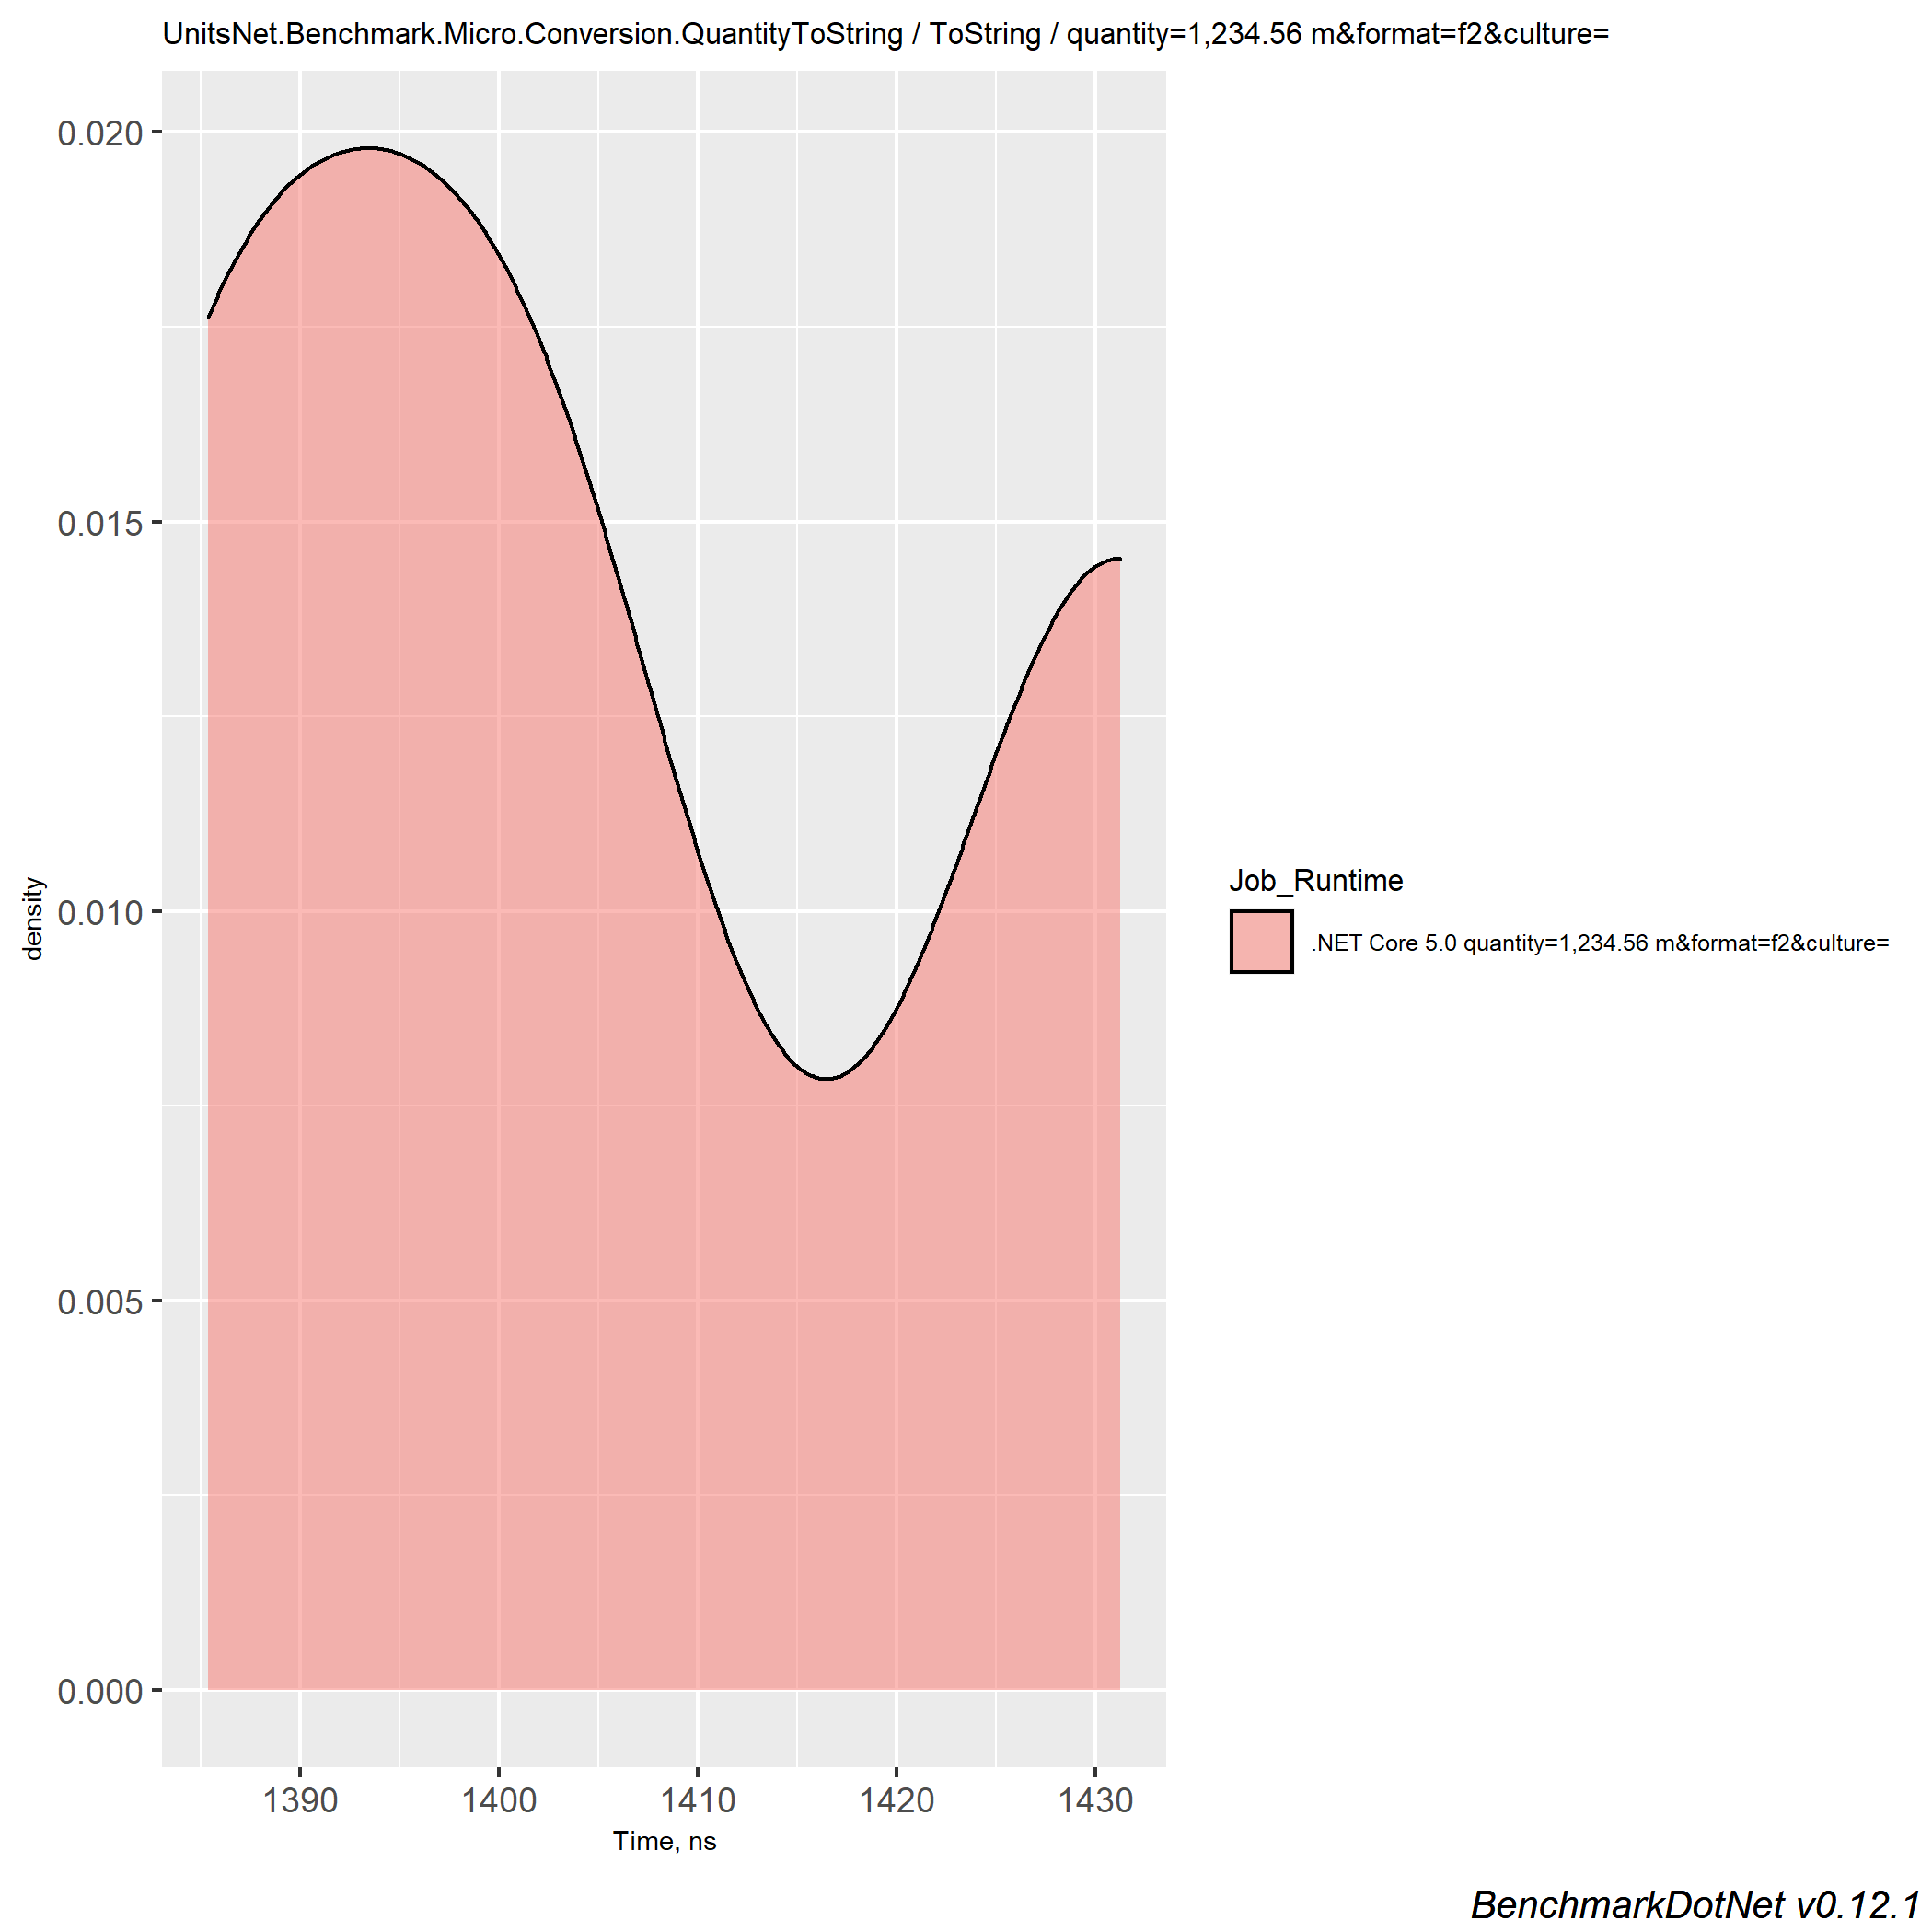 UnitsNet.Benchmark.Micro.Conversion.QuantityToString / ToString / quantity=1,234.56 m&format=f2&culture=
0.020
0.015
0.010
0.005
0.000
density
1390 1400 1410 1420 1430
Time, ns
Job_Runtime
.NET Core 5.0 quantity=1,234.56 m&format=f2&culture=
BenchmarkDotNet v0.12.1